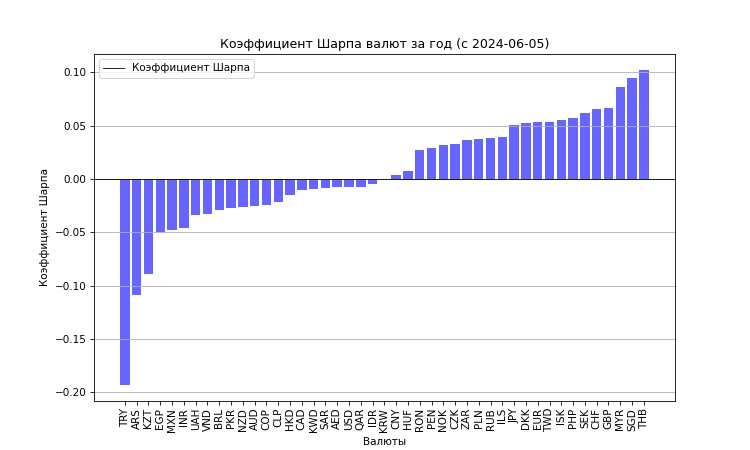 Коэффициент Шарпа валют за год (с 2024-06-05)
Коэффициент Шарпа
Коэффициент Шарпа
0.10
0.05
0.00
−0.05
−0.10
−0.15
−0.20
TRY ARS KZT EGP MXN INR UAH VND BRL PKR NZD AUD COP CLP HKD CAD KWD SAR AED USD QAR IDR KRW CNY HUF RON PEN NOK CZK ZAR PLN RUB ILS JPY DKK EUR TWD ISK PHP SEK CHF GBP MYR SGD THB
Валюты